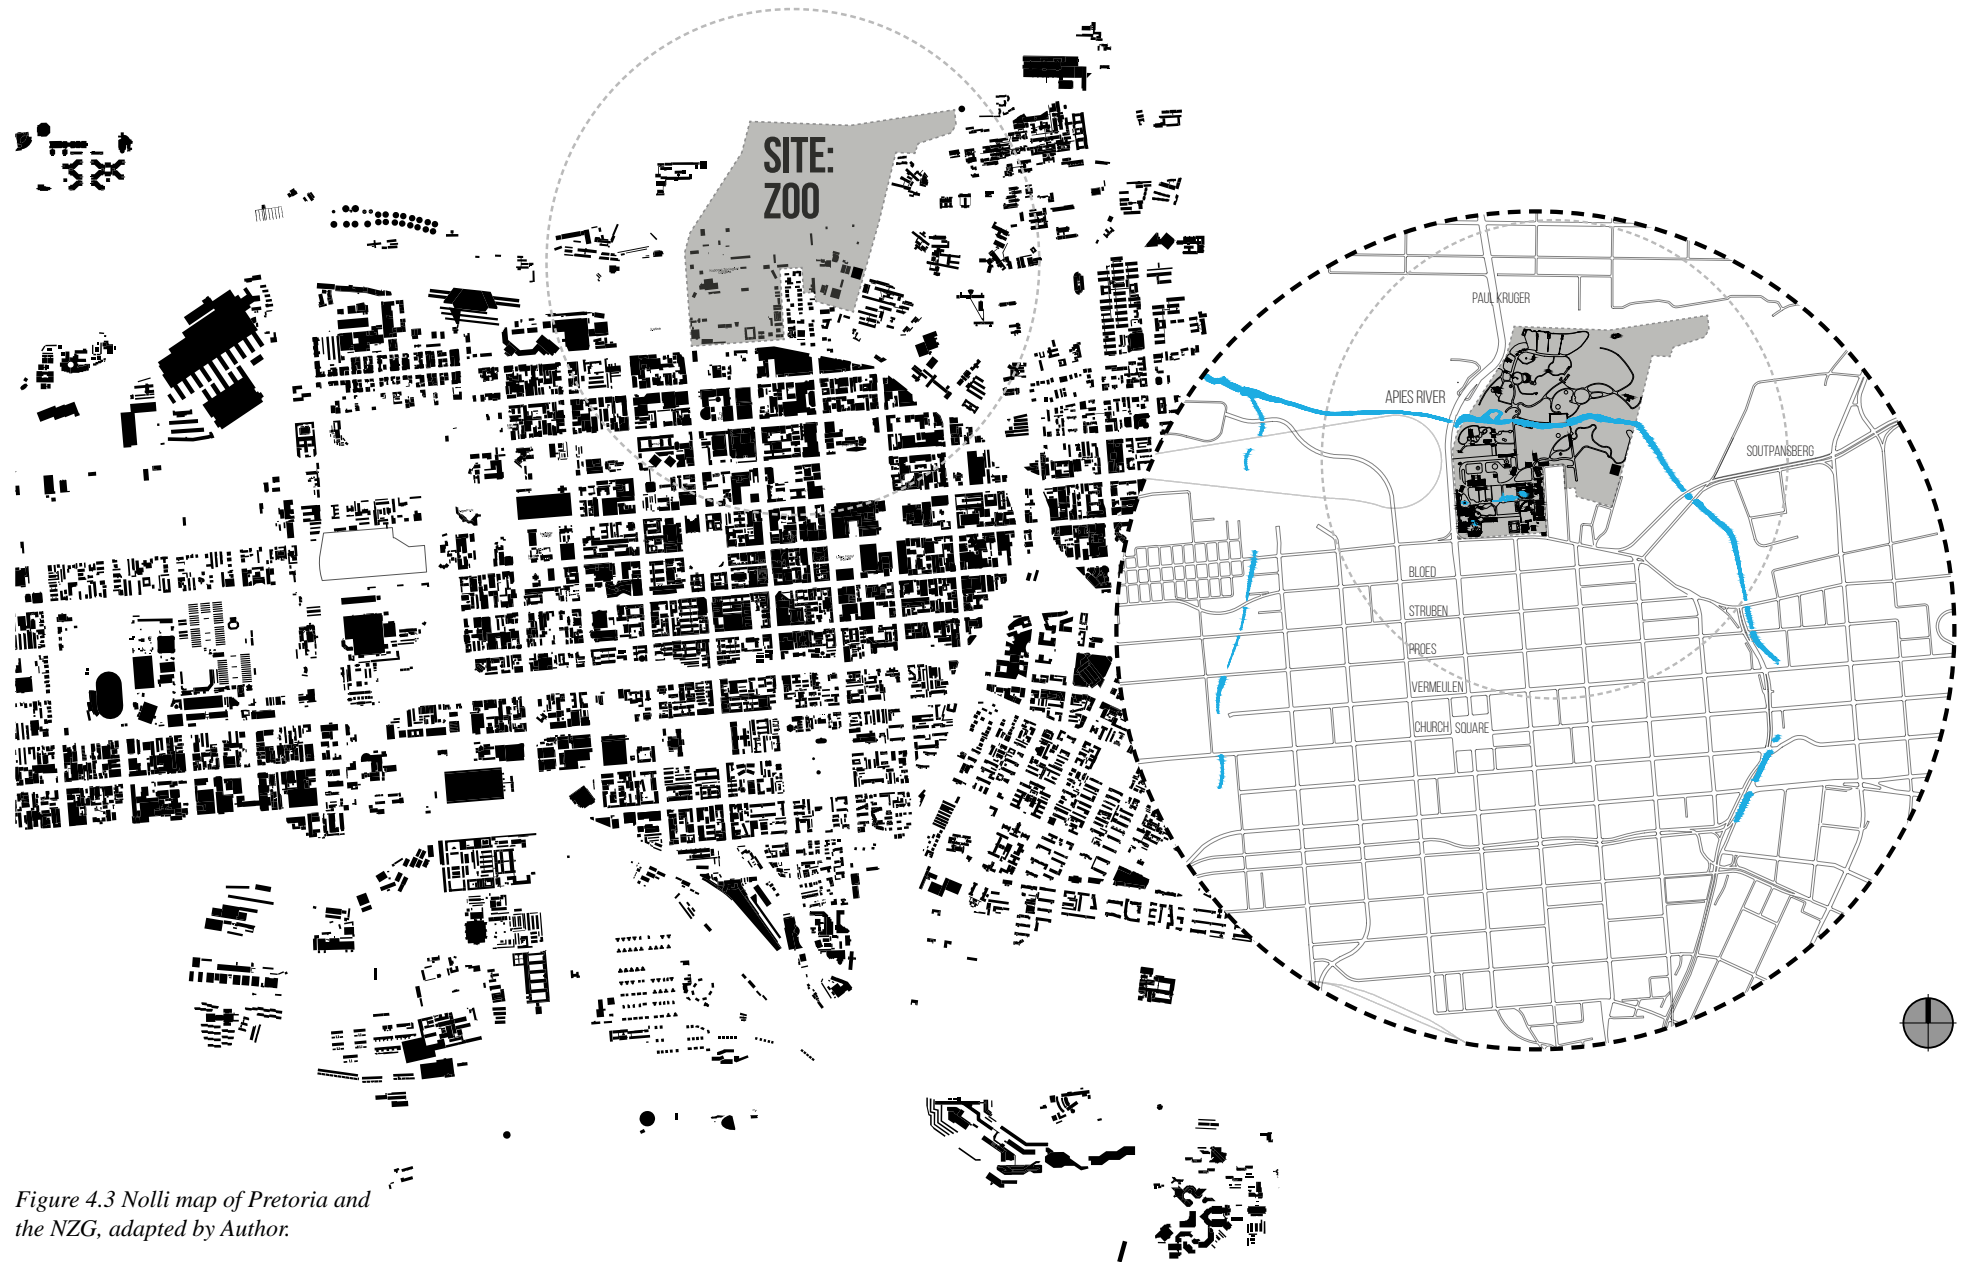 SITE:
ZOO
PAUL KRUGER
APIES RIVER
SOUTPANSBERG
BLOED
STRUBEN
PROES
VERMEULEN
CHURCH SQUARE
Figure 4.3 Nolli map of Pretoria and
the NZG, adapted by Author.